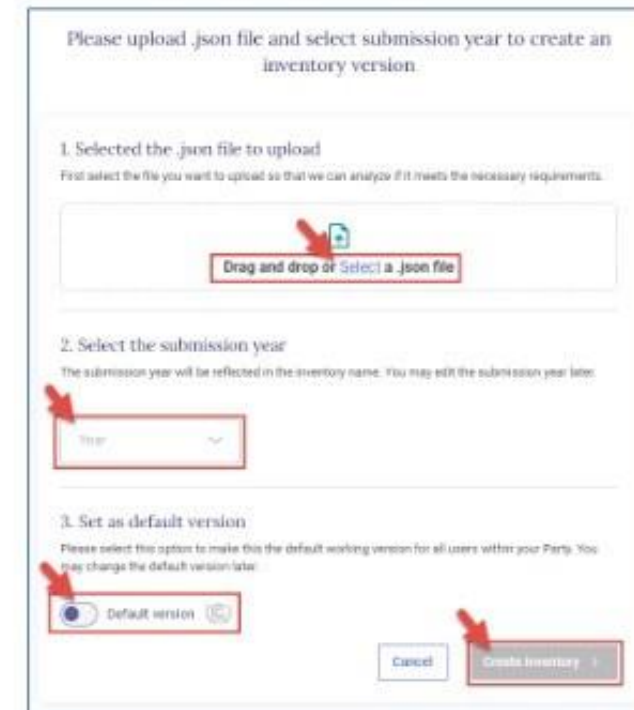 Please upload .json file and select submission year to create an
inventory version
1. Selected the .json file to upload
First select the file you want to upload so that we can analyze if it meets the necessary requirements.
Drag and drop or Select a .json file
2. Select the submission year
The submission year will be reflected in the inventory name. You may edit the submission year later.
Year
3. Set as default version
Please select this option to make this the default working version for all users within your Party. You
may change the default version later.
Default version
Cancel
Create Inventory